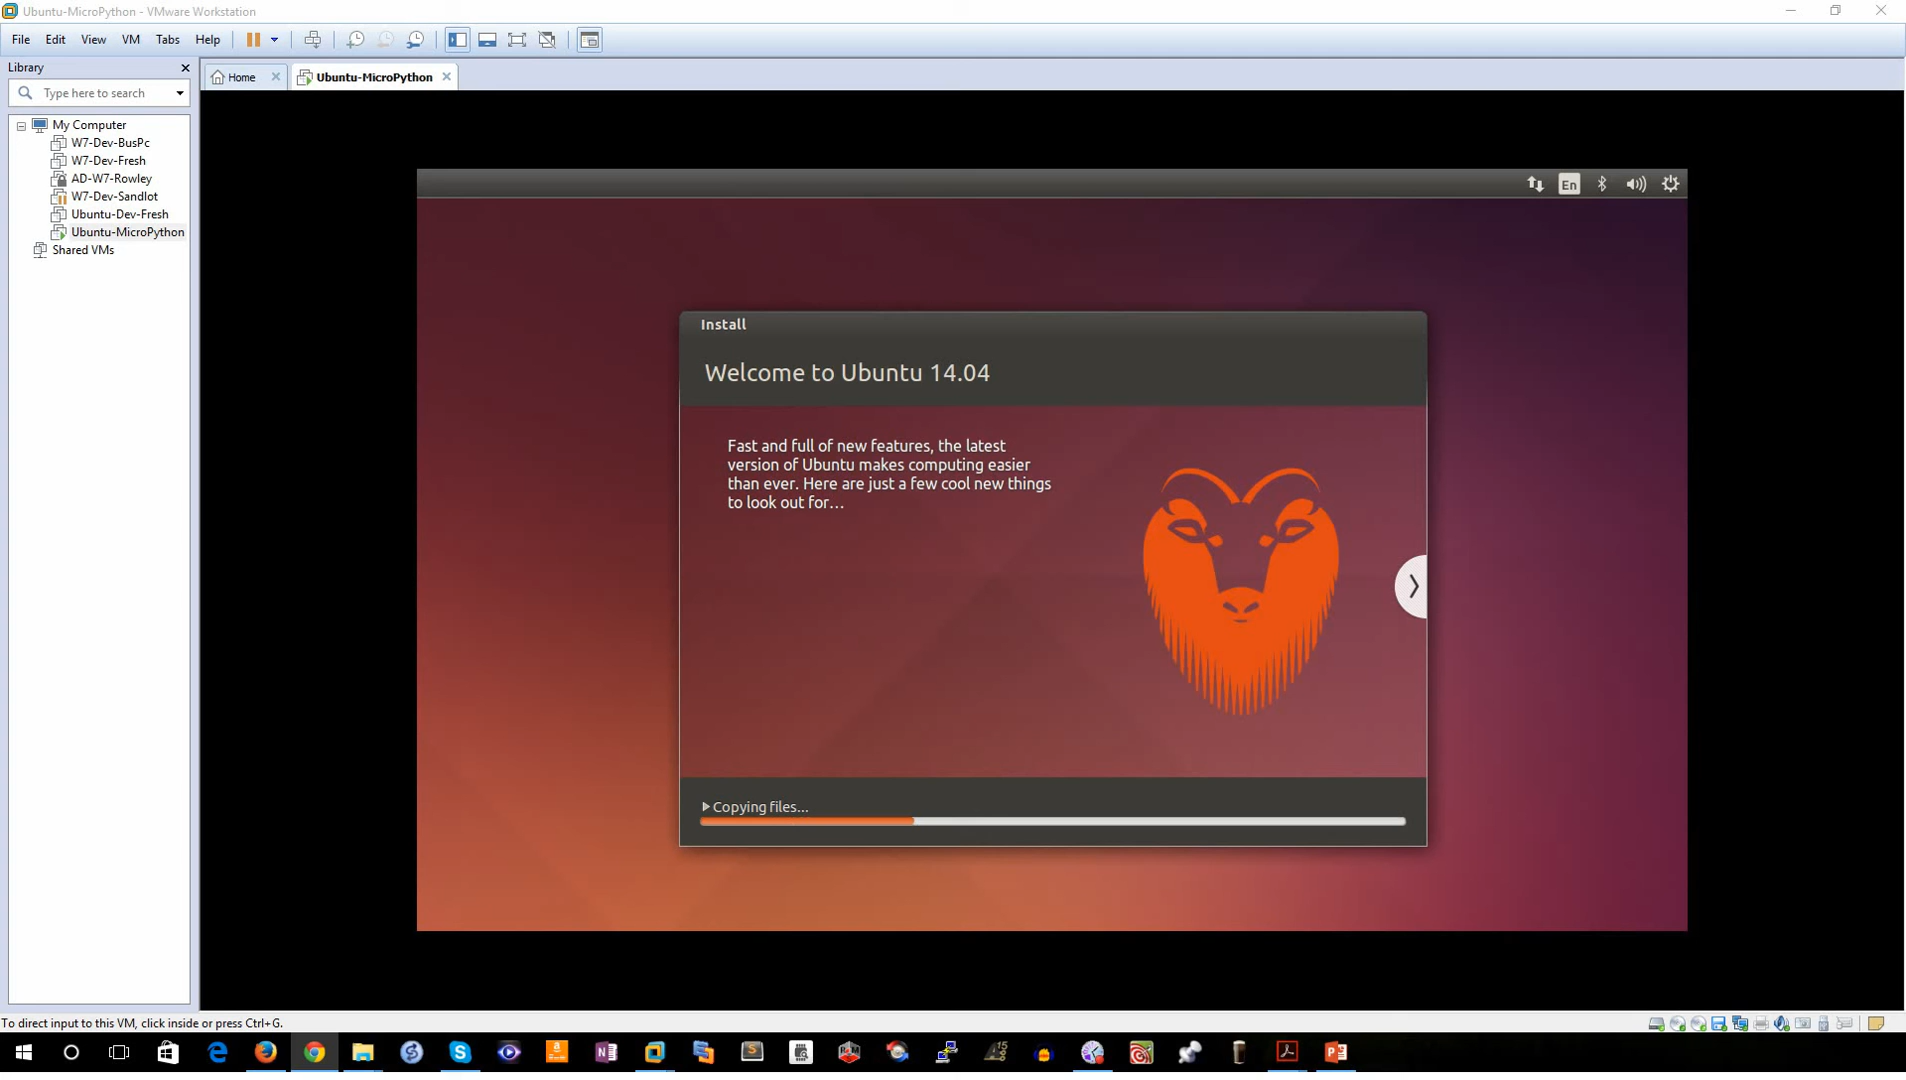 Ubuntu-MicroPython - VMware Workstation
File Edit View VM Tabs Help
Library
Type here to search
My Computer
W7-Dev-BusPc
W7-Dev-Fresh
AD-W7-Rowley
W7-Dev-Sandlot
Ubuntu-Dev-Fresh
Ubuntu-MicroPython
Shared VMs
Home
Ubuntu-MicroPython
En
Install
Welcome to Ubuntu 14.04
Fast and full of new features, the latest
version of Ubuntu makes computing easier
than ever. Here are just a few cool new things
to look out for…
Copying files...
To direct input to this VM, click inside or press Ctrl+G.